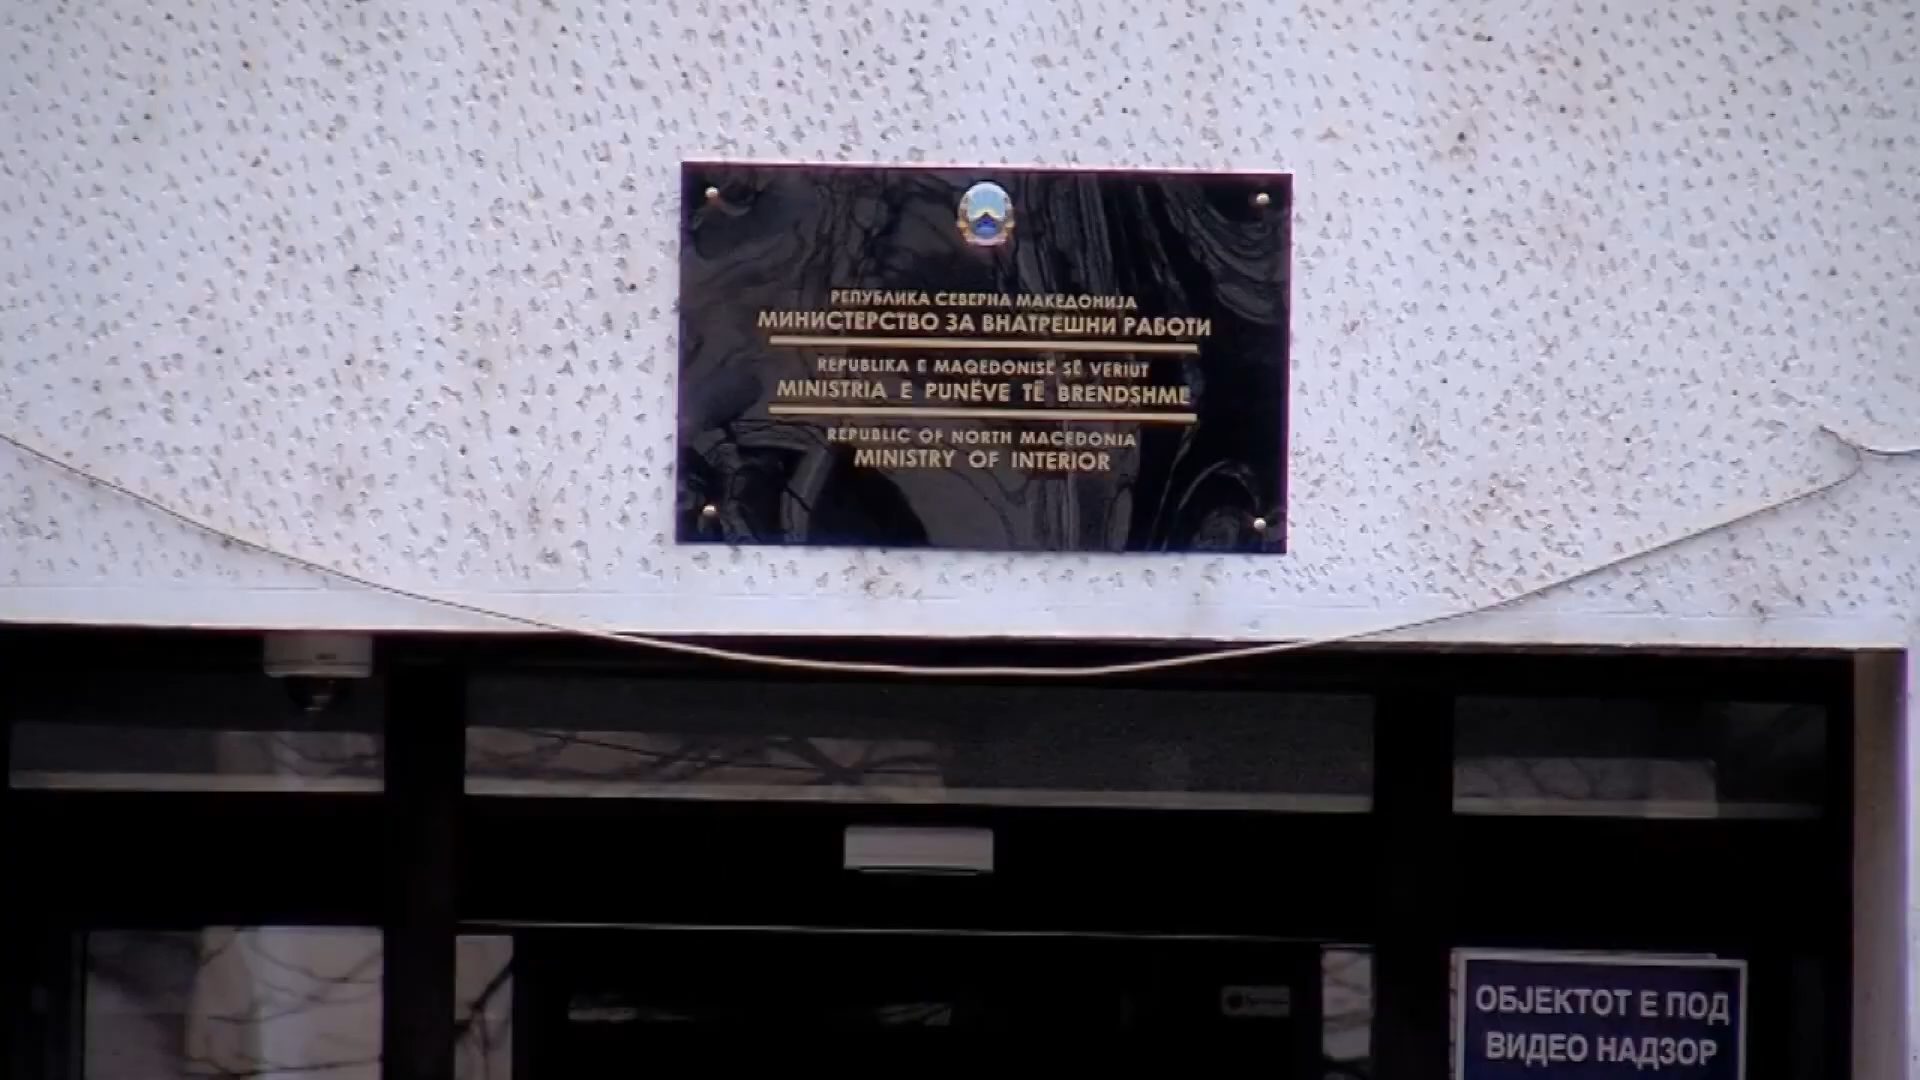 РЕПУБЛИКА СЕВЕРНА МАКЕДОНИЈА
МИНИСТЕРСТВО ЗА ВНАТРЕШНИ РАБОТИ
REPUBLIKA E MAQEDONISË SË VERIUT
MINISTRIA E PUNËVE TË BRENDSHME
REPUBLIC OF NORTH MACEDONIA
MINISTRY OF INTERIOR
ОБЈЕКТОТ Е ПОД
ВИДЕО НАДЗОР